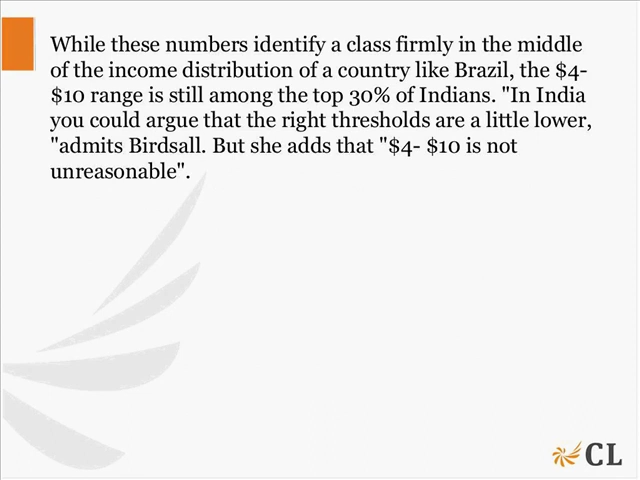 While these numbers identify a class firmly in the middle
of the income distribution of a country like Brazil, the $4-
$10 range is still among the top 30% of Indians. "In India
you could argue that the right thresholds are a little lower,
"admits Birdsall. But she adds that "$4- $10 is not
unreasonable".
CL